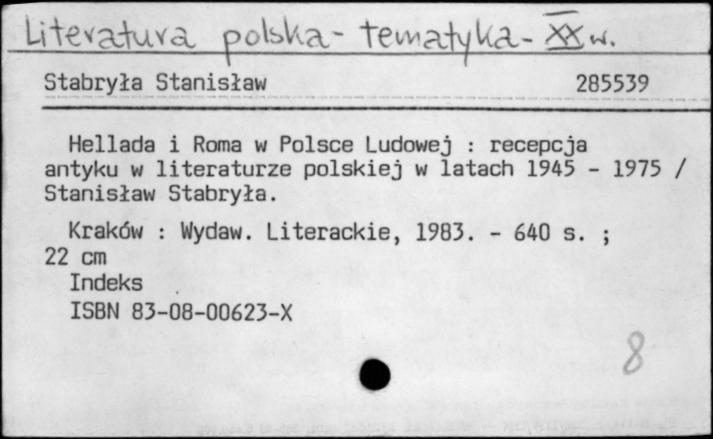 Literatura polska - tematyka - XX w.
Stabryła Stanisław 285539
Hellada i Roma w Polsce Ludowej : recepcja
antyku w literaturze polskiej w latach 1945 - 1975 /
Stanisław Stabryła.
Kraków : Wydaw. Literackie, 1983. - 640 s. ;
22 cm
Indeks
ISBN 83-08-00623-X
8